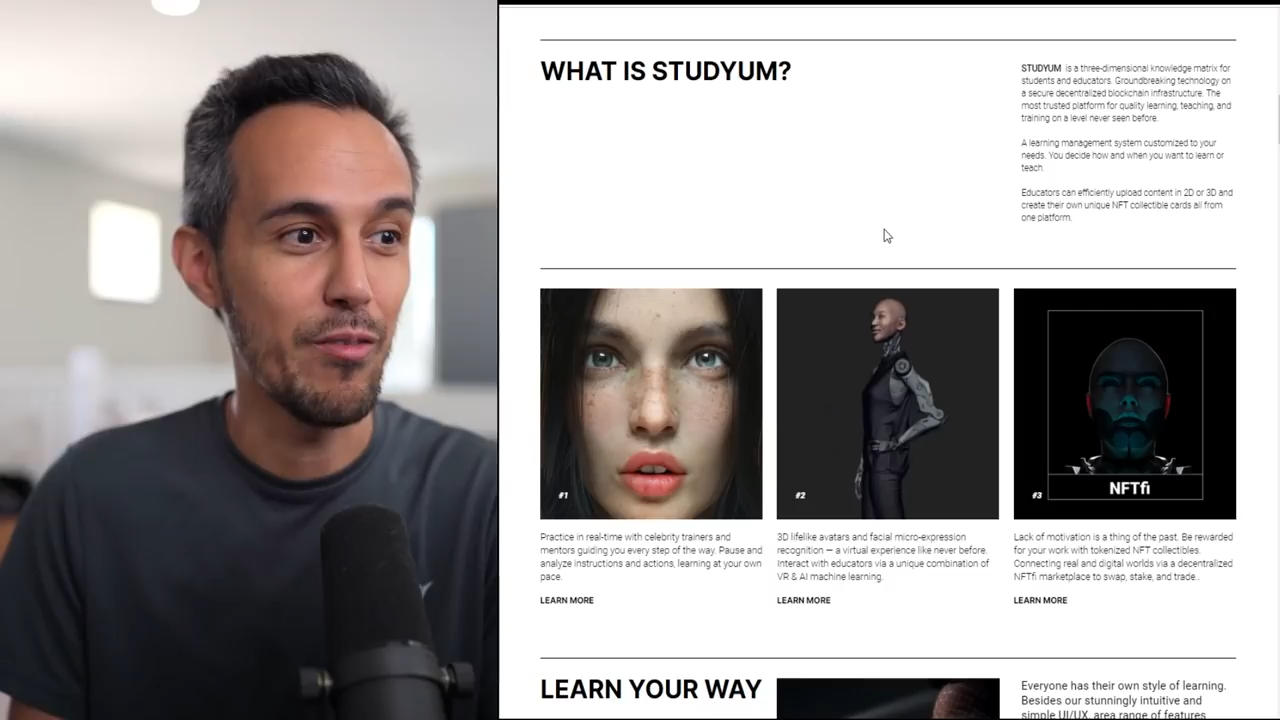 WHAT IS STUDYUM?
STUDYUM is a three-dimensional knowledge matrix for
students and educators. Groundbreaking technology on
a secure decentralized blockchain infrastructure. The
most trusted platform for quality learning, teaching, and
training on a level never seen before.
A learning management system customized to your
needs. You decide how and when you want to learn or
teach.
Educators can efficiently upload content in 2D or 3D and
create their own unique NFT collectible cards all from
one platform.
#1
Practice in real-time with celebrity trainers and
mentors guiding you every step of the way. Pause and
analyze instructions and actions, learning at your own
pace.
LEARN MORE
#2
3D lifelike avatars and facial micro-expression
recognition — a virtual experience like never before.
Interact with educators via a unique combination of
VR & AI machine learning.
LEARN MORE
#3
NFTfi
Lack of motivation is a thing of the past. Be rewarded
for your work with tokenized NFT collectibles.
Connecting real and digital worlds via a decentralized
NFTfi marketplace to swap, stake, and trade..
LEARN MORE
LEARN YOUR WAY
Everyone has their own style of learning.
Besides our stunningly intuitive and
simple UI/UX, area range of features